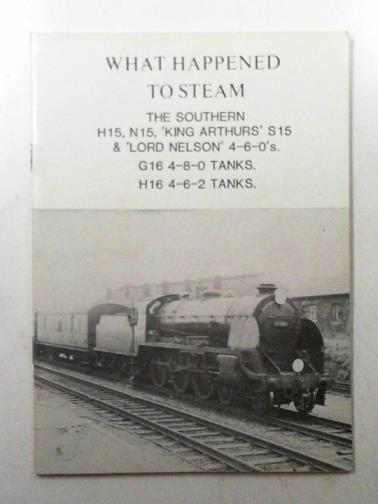 WHAT HAPPENED
TO STEAM
THE SOUTHERN
H15, N15, 'KING ARTHURS' S15
& 'LORD NELSON' 4-6-0's.
G16 4-8-0 TANKS.
H16 4-6-2 TANKS.